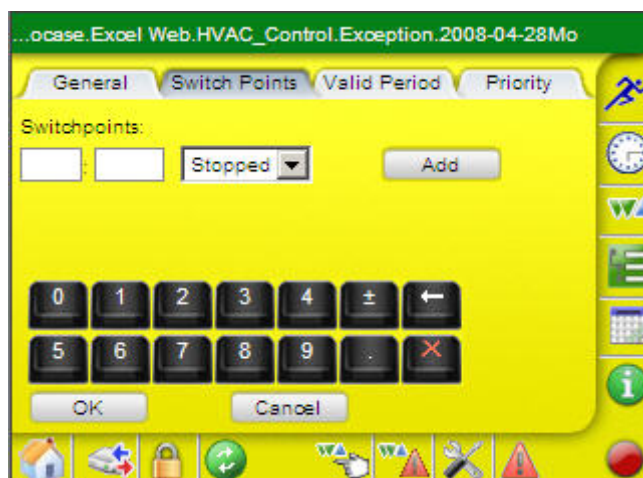 ...ocase.Excel Web.HVAC_Control.Exception.2008-04-28Mo
General Switch Points Valid Period Priority
Switchpoints:
: Stopped Add
0 1 2 3 4 ± ←
5 6 7 8 9 . X
OK Cancel